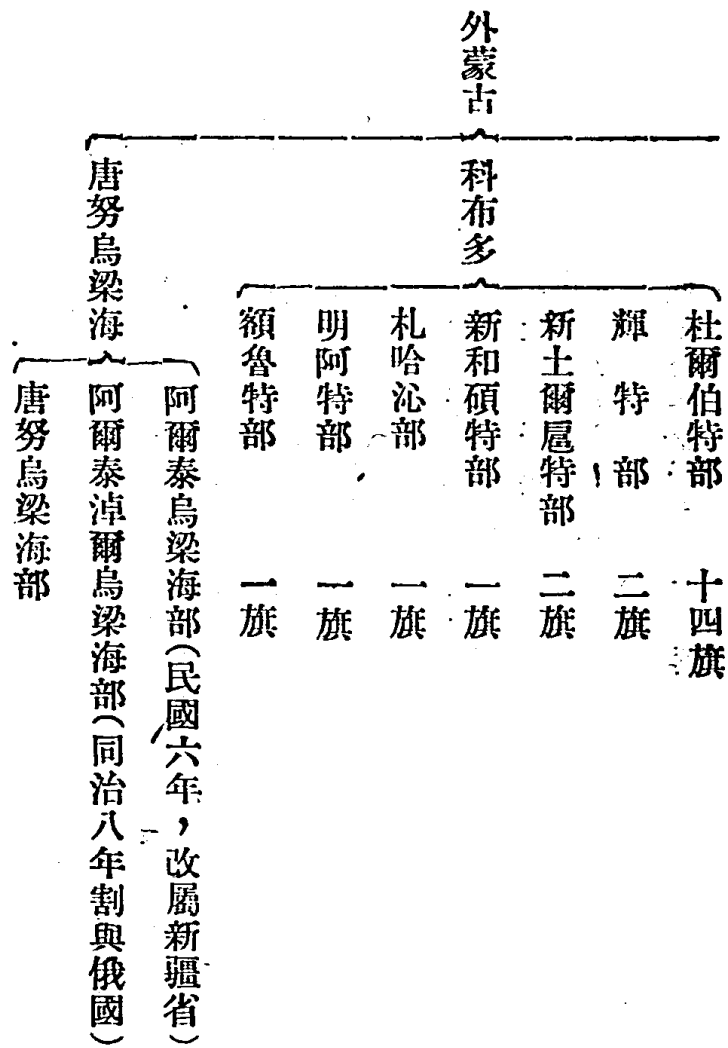 外蒙古
科布多
杜爾伯特部 十四旗
輝特部 二旗
新土爾扈特部 二旗
新和碩特部 一旗
札哈沁部 一旗
明阿特部 一旗
額魯特部 一旗
唐努烏梁海
阿爾泰烏梁海部(民國六年,改屬新疆省)
阿爾泰淖爾烏梁海部(同治八年割與俄國)
唐努烏梁海部